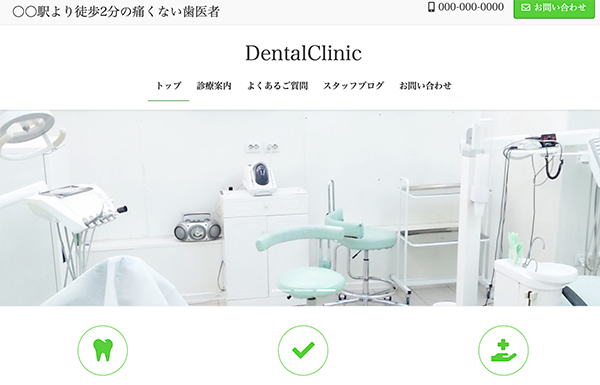 〇〇駅より徒歩2分の痛くない歯医者
000-000-0000
お問い合わせ
DentalClinic
トップ 診療案内 よくあるご質問 スタッフブログ お問い合わせ